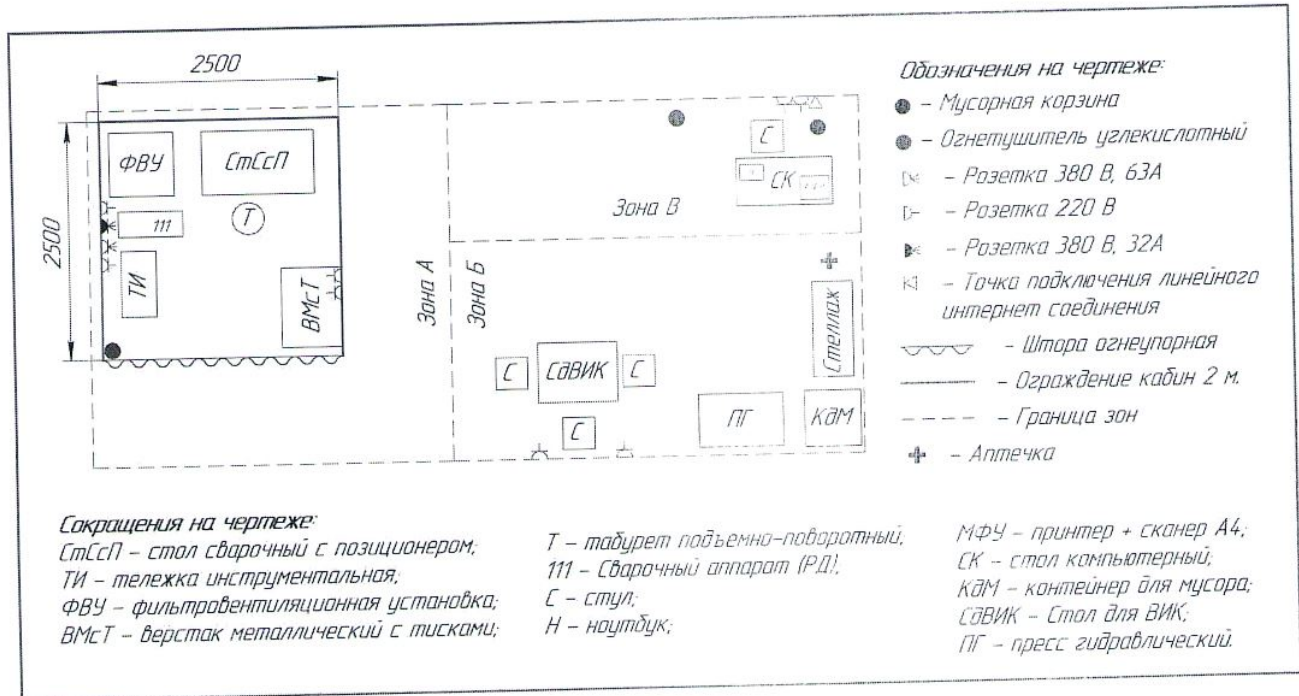 2500
2500
ФВУ
СтСсП
111
Т
ТИ
ВМсТ
Зона А
Зона Б
Зона В
С
СК
Стеллаж
С
СдВИК
С
С
ПГ
КдМ
Обозначения на чертеже:
– Мусорная корзина
– Огнетушитель углекислотный
– Розетка 380 В, 63А
– Розетка 220 В
– Розетка 380 В, 32А
– Точка подключения линейного
интернет соединения
– Штора огнеупорная
– Ограждение кабин 2 м.
– Граница зон
– Аптечка
Сокращения на чертеже:
СтСсП – стол сварочный с позиционером;
ТИ – тележка инструментальная;
ФВУ – фильтровентиляционная установка;
ВМсТ – верстак металлический с тисками;
Т – табурет подъемно-поворотный;
111 – Сварочный аппарат (РД),
С – стул;
Н – ноутбук;
МФУ – принтер + сканер А4;
СК – стол компьютерный;
КдМ – контейнер для мусора;
СдВИК – Стол для ВИК;
ПГ – пресс гидравлический.